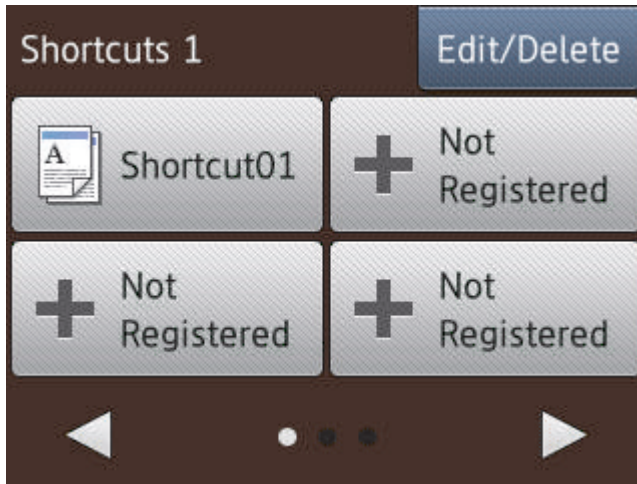 Shortcuts 1
Edit/Delete
A
Shortcut01
Not
Registered
Not
Registered
Not
Registered